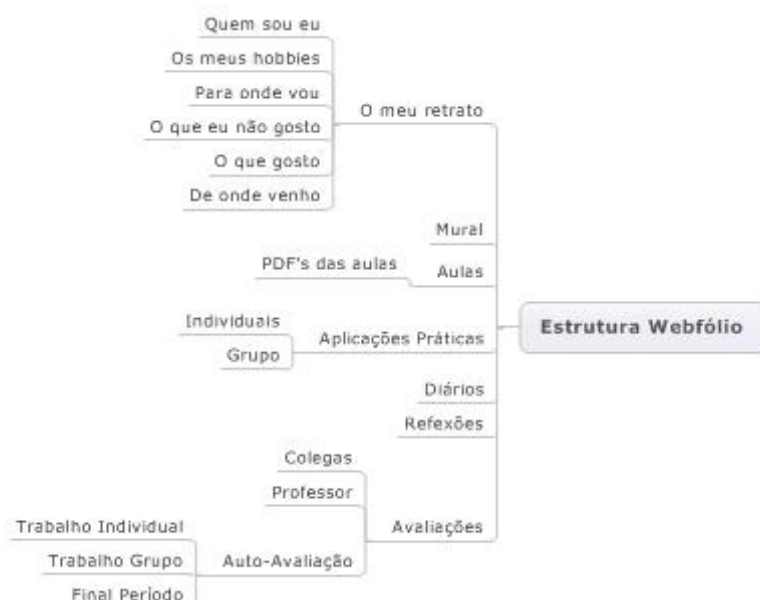 Quem sou eu
Os meus hobbies
Para onde vou
O que eu não gosto
O que gosto
De onde venho
O meu retrato
Mural
PDF's das aulas
Aulas
Individuais
Grupo
Aplicações Práticas
Estrutura Webfólio
Diários
Refexões
Colegas
Professor
Avaliações
Trabalho Individual
Trabalho Grupo
Final Período
Auto-Avaliação